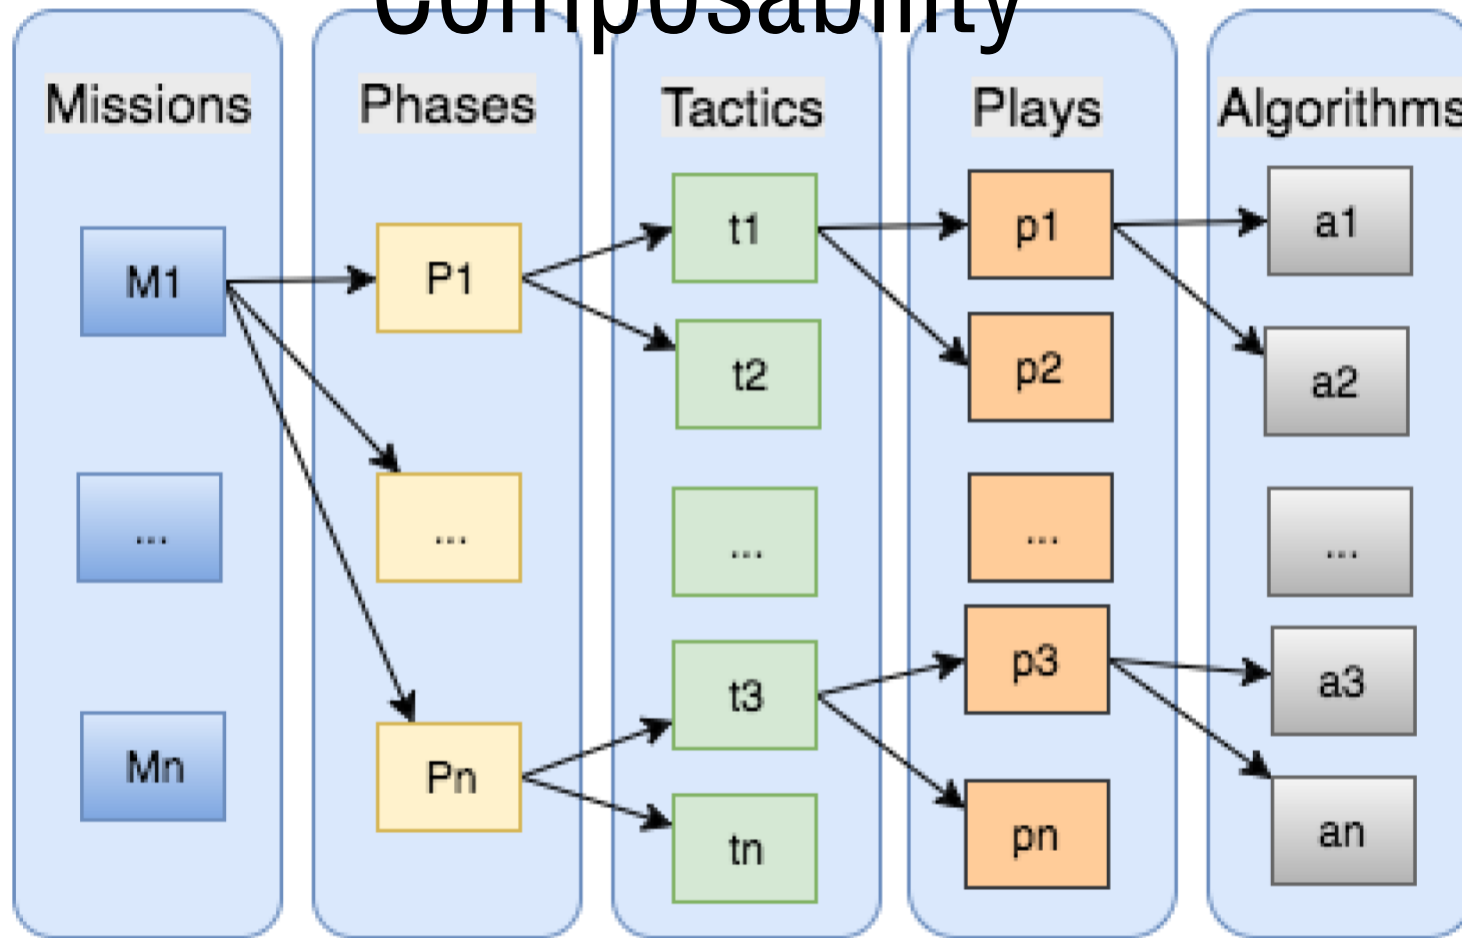 Composability
Missions
Phases
Tactics
Plays
Algorithms
M1
P1
t1
p1
a1
t2
p2
a2
...
...
...
...
...
t3
p3
a3
Mn
Pn
tn
pn
an